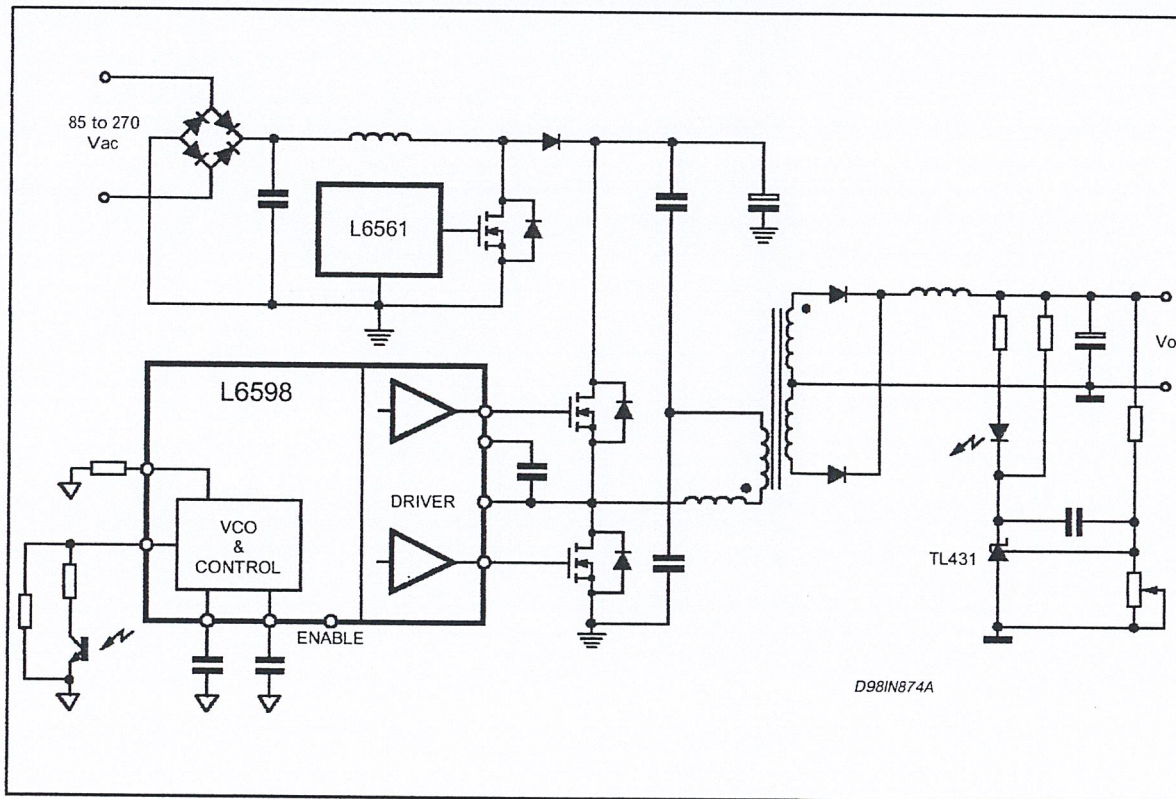 85 to 270
Vac
L6561
L6598
DRIVER
VCO
&
CONTROL
ENABLE
Vo
TL431
D98IN874A